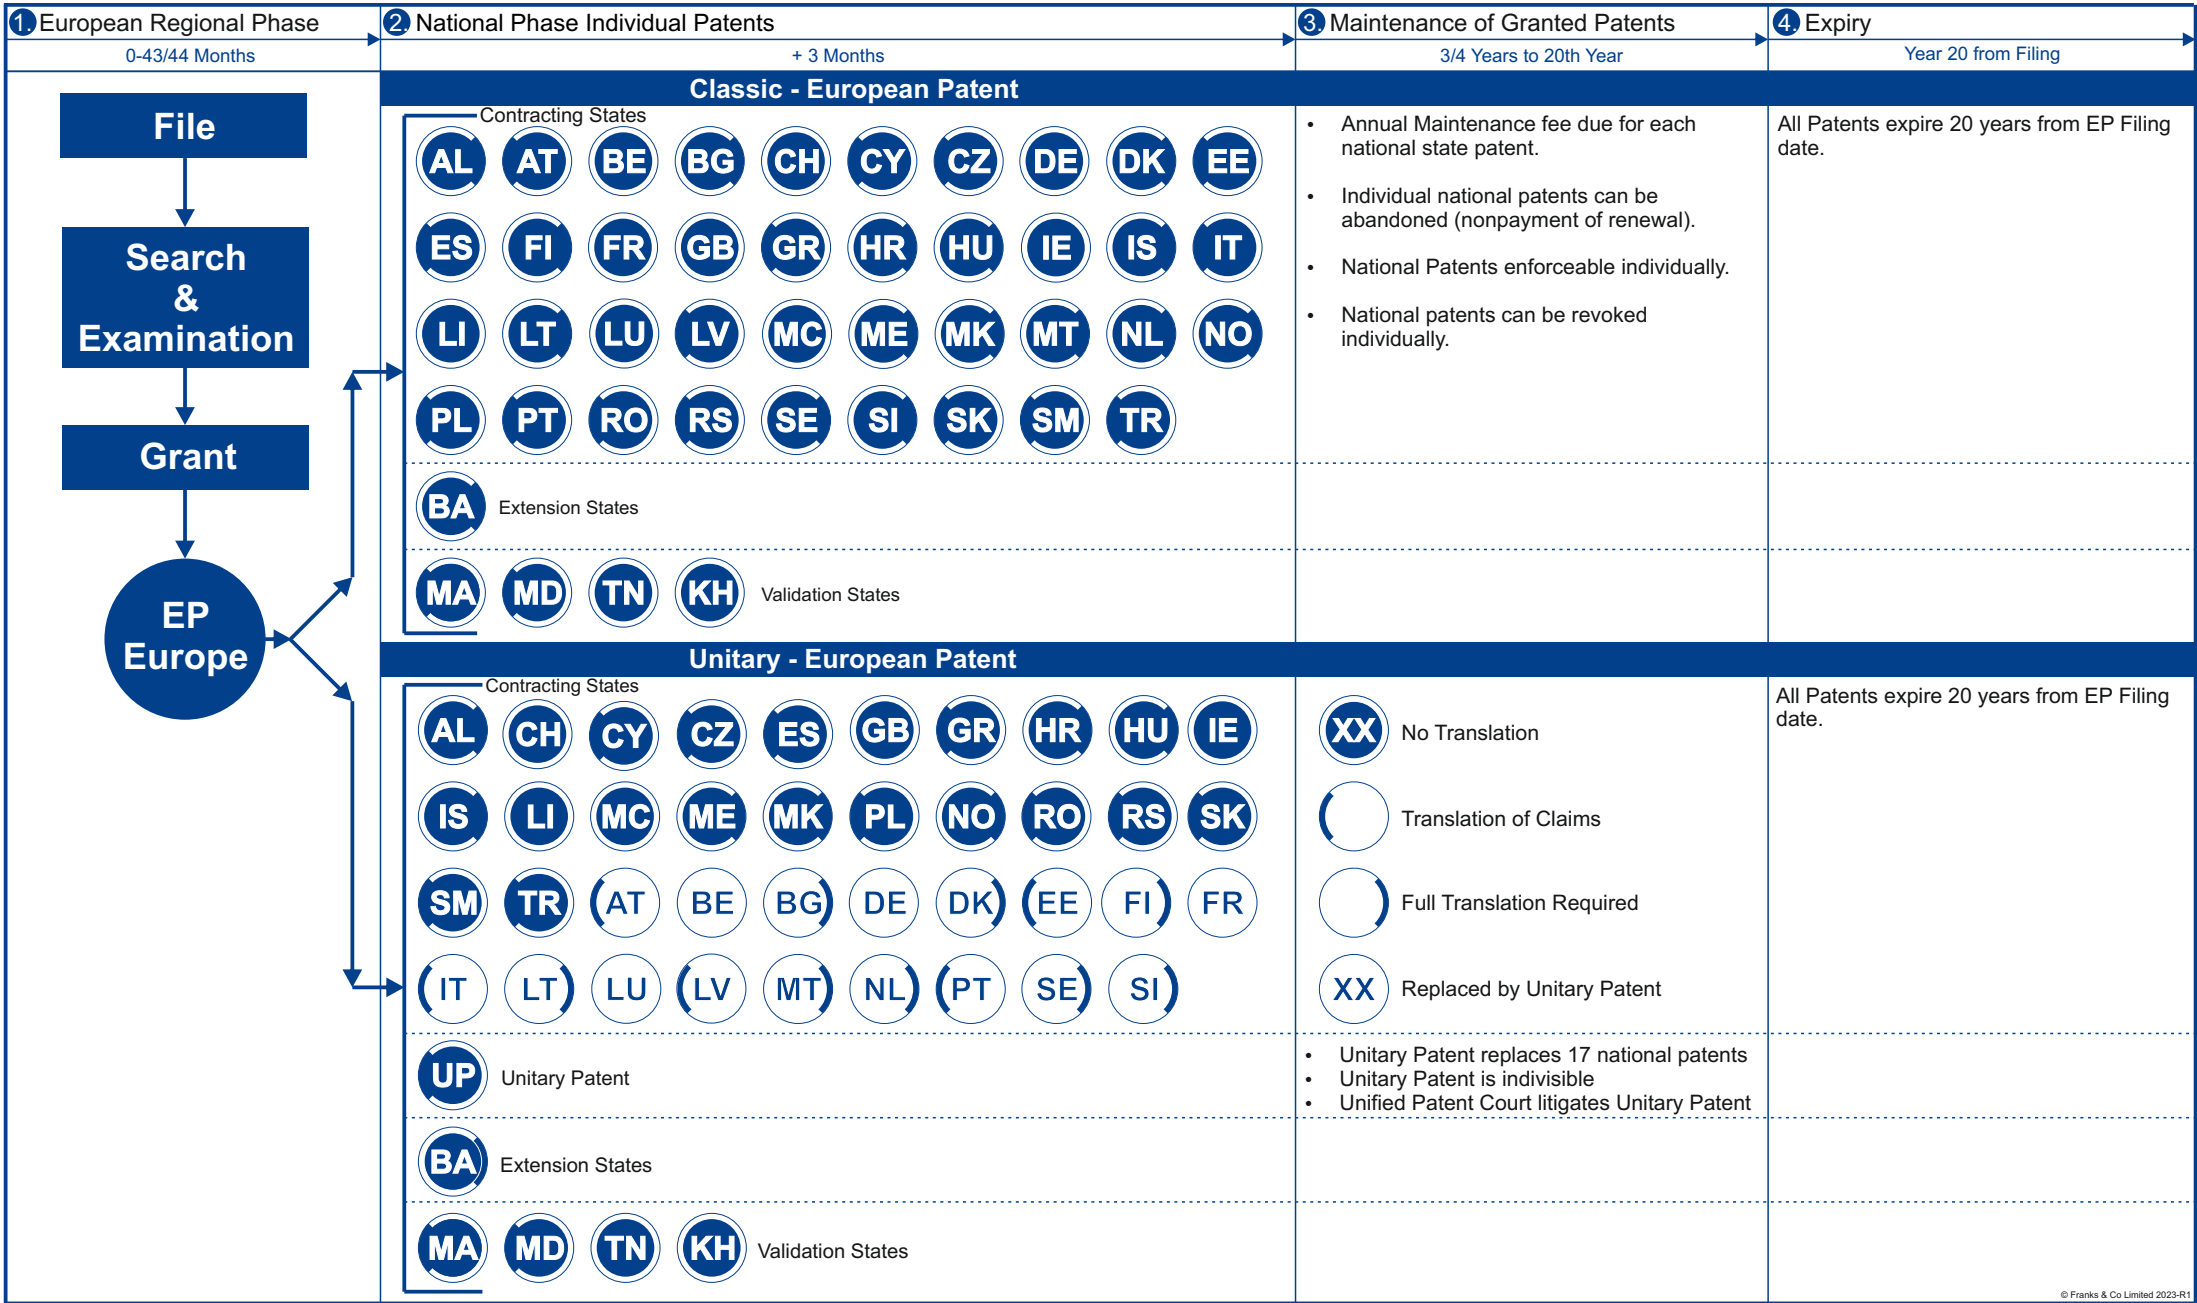 1. European Regional Phase
0-43/44 Months
2. National Phase Individual Patents
+ 3 Months
3. Maintenance of Granted Patents
3/4 Years to 20th Year
4. Expiry
Year 20 from Filing
File
Search
&
Examination
Grant
EP
Europe
Classic - European Patent
Contracting States
AL AT BE BG CH CY CZ DE DK EE
ES FI FR GB GR HR HU IE IS IT
LI LT LU LV MC ME MK MT NL NO
PL PT RO RS SE SI SK SM TR
BA Extension States
MA MD TN KH Validation States
• Annual Maintenance fee due for each
national state patent.
• Individual national patents can be
abandoned (nonpayment of renewal).
• National Patents enforceable individually.
• National patents can be revoked
individually.
All Patents expire 20 years from EP Filing
date.
Unitary - European Patent
Contracting States
AL CH CY CZ ES GB GR HR HU IE
IS LI MC ME MK PL NO RO RS SK
SM TR AT BE BG DE DK EE FI FR
IT LT LU LV MT NL PT SE SI
UP Unitary Patent
BA Extension States
MA MD TN KH Validation States
XX No Translation
Translation of Claims
Full Translation Required
XX Replaced by Unitary Patent
• Unitary Patent replaces 17 national patents
• Unitary Patent is indivisible
• Unified Patent Court litigates Unitary Patent
All Patents expire 20 years from EP Filing
date.
© Franks & Co Limited 2023-R1